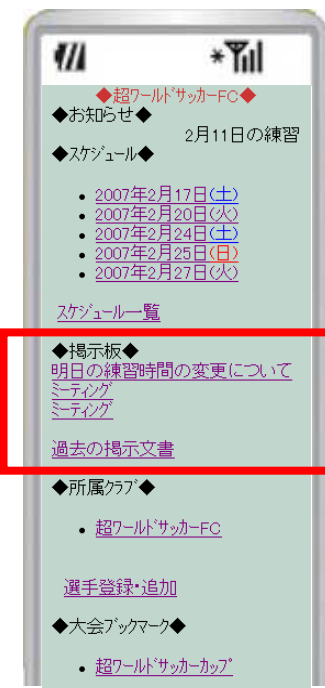 ◆超ワールドサッカーFC◆
◆お知らせ◆
2月11日の練習
◆スケジュール◆
2007年2月17日(土)
2007年2月20日(火)
2007年2月24日(土)
2007年2月25日(日)
2007年2月27日(火)
スケジュール一覧
◆掲示板◆
明日の練習時間の変更について
ミーティング
ミーティング
過去の掲示文書
◆所属クラブ◆
超ワールドサッカーFC
選手登録・追加
◆大会ブックマーク◆
超ワールドサッカーカップ